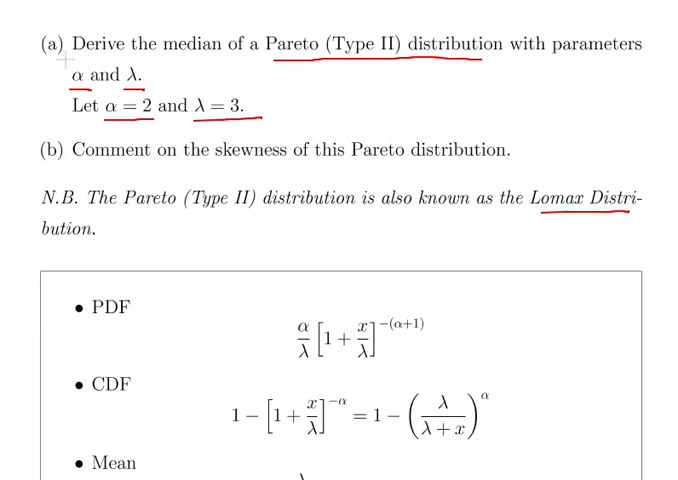 (a) Derive the median of a Pareto (Type II) distribution with parameters
α and λ.
Let α = 2 and λ = 3.
(b) Comment on the skewness of this Pareto distribution.
N.B. The Pareto (Type II) distribution is also known as the Lomax Distri-
bution.
• PDF
α/λ [1 + x/λ]^−(α+1)
• CDF
1 − [1 + x/λ]^−α = 1 − (λ/(λ + x))^α
• Mean